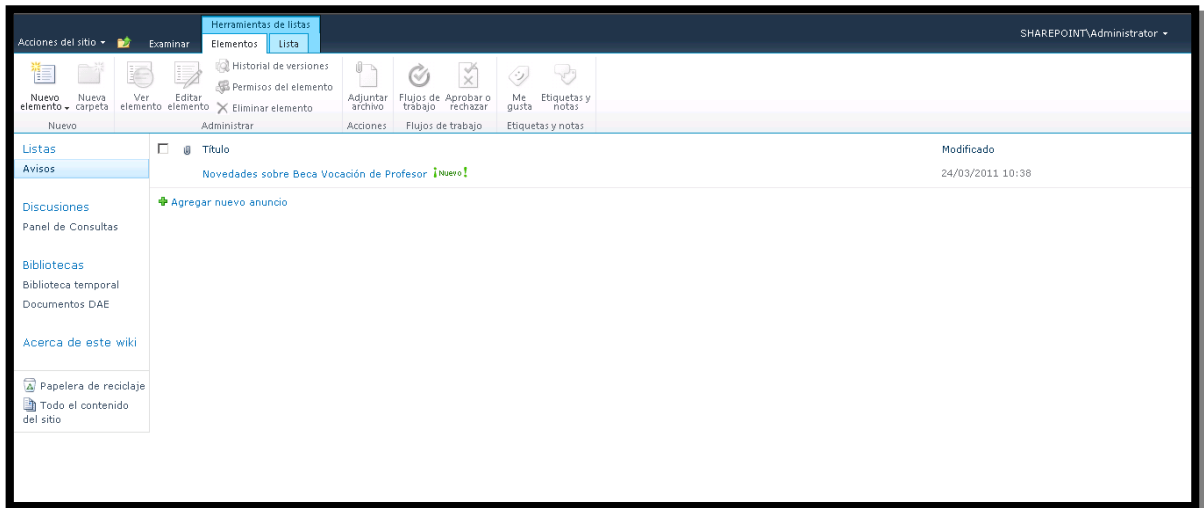 Herramientas de listas
Acciones del sitio Examinar Elementos Lista
SHAREPOINT\Administrator
Nuevo elemento
Nueva carpeta
Nuevo
Ver elemento
Editar elemento
Historial de versiones
Permisos del elemento
Eliminar elemento
Administrar
Adjuntar archivo
Acciones
Flujos de trabajo
Aprobar o rechazar
Flujos de trabajo
Me gusta
Etiquetas y notas
Etiquetas y notas
Listas
Avisos
Discusiones
Panel de Consultas
Bibliotecas
Biblioteca temporal
Documentos DAE
Acerca de este wiki
Papelera de reciclaje
Todo el contenido
del sitio
Título Modificado
Novedades sobre Beca Vocación de Profesor ¡Nuevo! 24/03/2011 10:38
Agregar nuevo anuncio